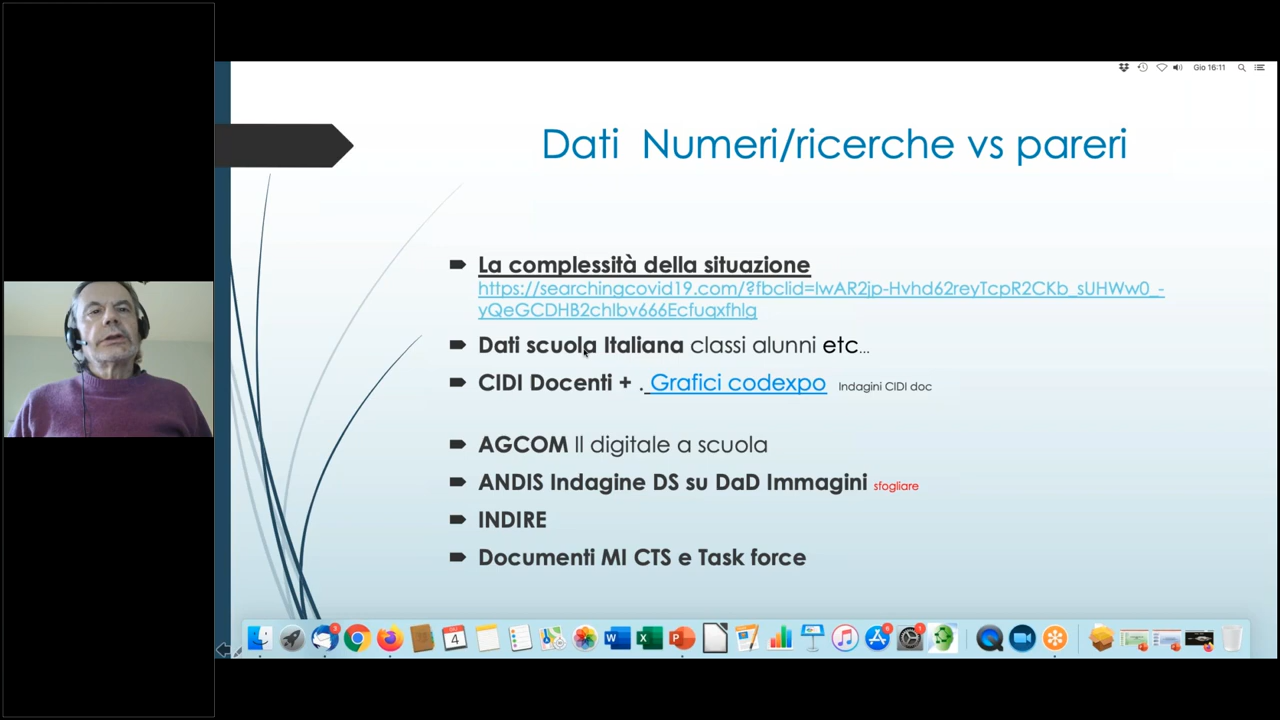 Gio 16:11
Dati Numeri/ricerche vs pareri
La complessità della situazione
https://searchingcovid19.com/?fbclid=IwAR2jp-Hvhd62reyTcpR2CKb_sUHWw0_-
yQeGCDHB2chIbv666Ecfuqxfhlg
Dati scuola Italiana classi alunni etc...
CIDI Docenti + . Grafici codexpo Indagini CIDI doc
AGCOM Il digitale a scuola
ANDIS Indagine DS su DaD Immagini sfogliare
INDIRE
Documenti MI CTS e Task force
4